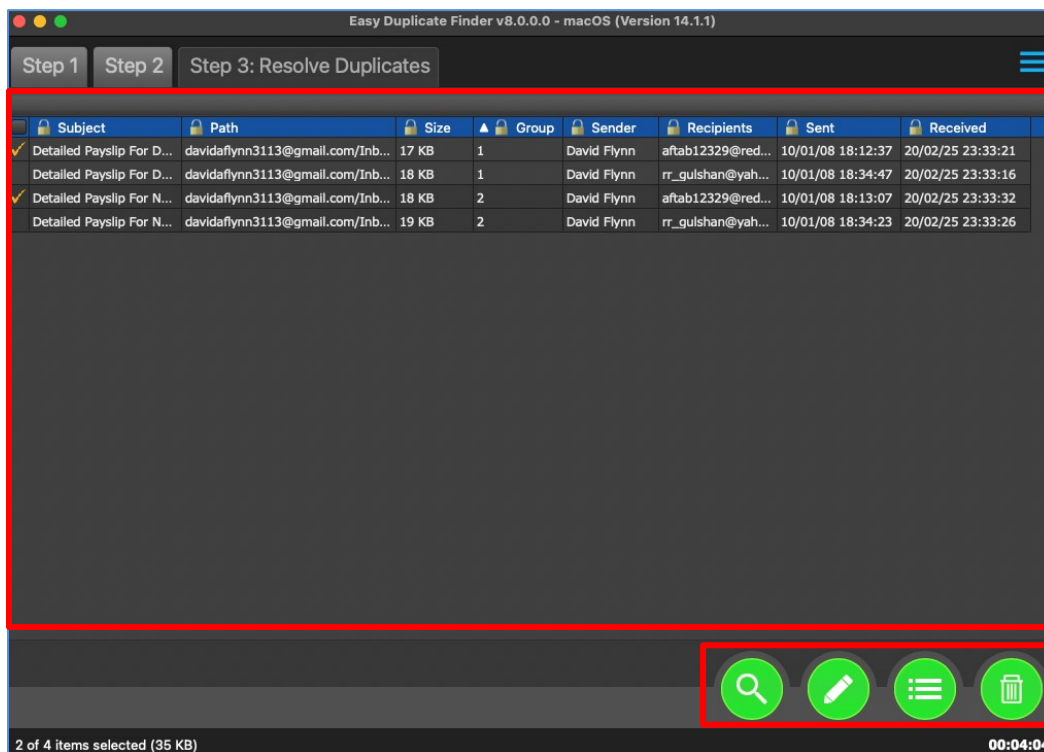 Easy Duplicate Finder v8.0.0.0 - macOS (Version 14.1.1)
Step 1 Step 2 Step 3: Resolve Duplicates
Subject Path Size ▲ Group Sender Recipients Sent Received
Detailed Payslip For D... davidaflynn3113@gmail.com/Inb... 17 KB 1 David Flynn aftab12329@red... 10/01/08 18:12:37 20/02/25 23:33:21
Detailed Payslip For D... davidaflynn3113@gmail.com/Inb... 18 KB 1 David Flynn rr_gulshan@yah... 10/01/08 18:34:47 20/02/25 23:33:16
Detailed Payslip For N... davidaflynn3113@gmail.com/Inb... 18 KB 2 David Flynn aftab12329@red... 10/01/08 18:13:07 20/02/25 23:33:32
Detailed Payslip For N... davidaflynn3113@gmail.com/Inb... 19 KB 2 David Flynn rr_gulshan@yah... 10/01/08 18:34:23 20/02/25 23:33:26
2 of 4 items selected (35 KB) 00:04:04